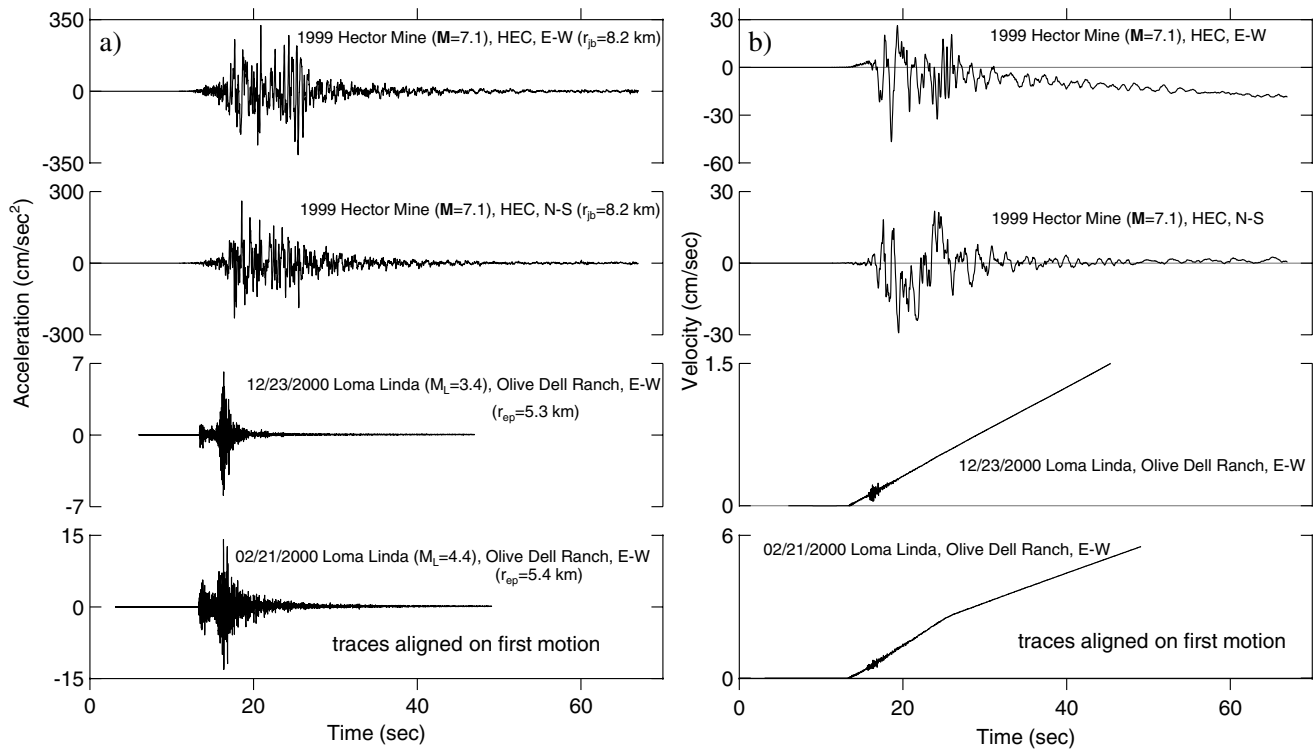 a)
Acceleration (cm/sec²)
350
0
-350
1999 Hector Mine (M=7.1), HEC, E-W (r_jb=8.2 km)
300
0
-300
1999 Hector Mine (M=7.1), HEC, N-S (r_jb=8.2 km)
7
0
-7
12/23/2000 Loma Linda (M_L=3.4), Olive Dell Ranch, E-W
(r_ep=5.3 km)
15
0
-15
02/21/2000 Loma Linda (M_L=4.4), Olive Dell Ranch, E-W
(r_ep=5.4 km)
traces aligned on first motion
0 20 40 60
Time (sec)
b)
Velocity (cm/sec)
30
0
-30
-60
1999 Hector Mine (M=7.1), HEC, E-W
30
0
-30
1999 Hector Mine (M=7.1), HEC, N-S
1.5
0
12/23/2000 Loma Linda, Olive Dell Ranch, E-W
6
0
02/21/2000 Loma Linda, Olive Dell Ranch, E-W
traces aligned on first motion
0 20 40 60
Time (sec)